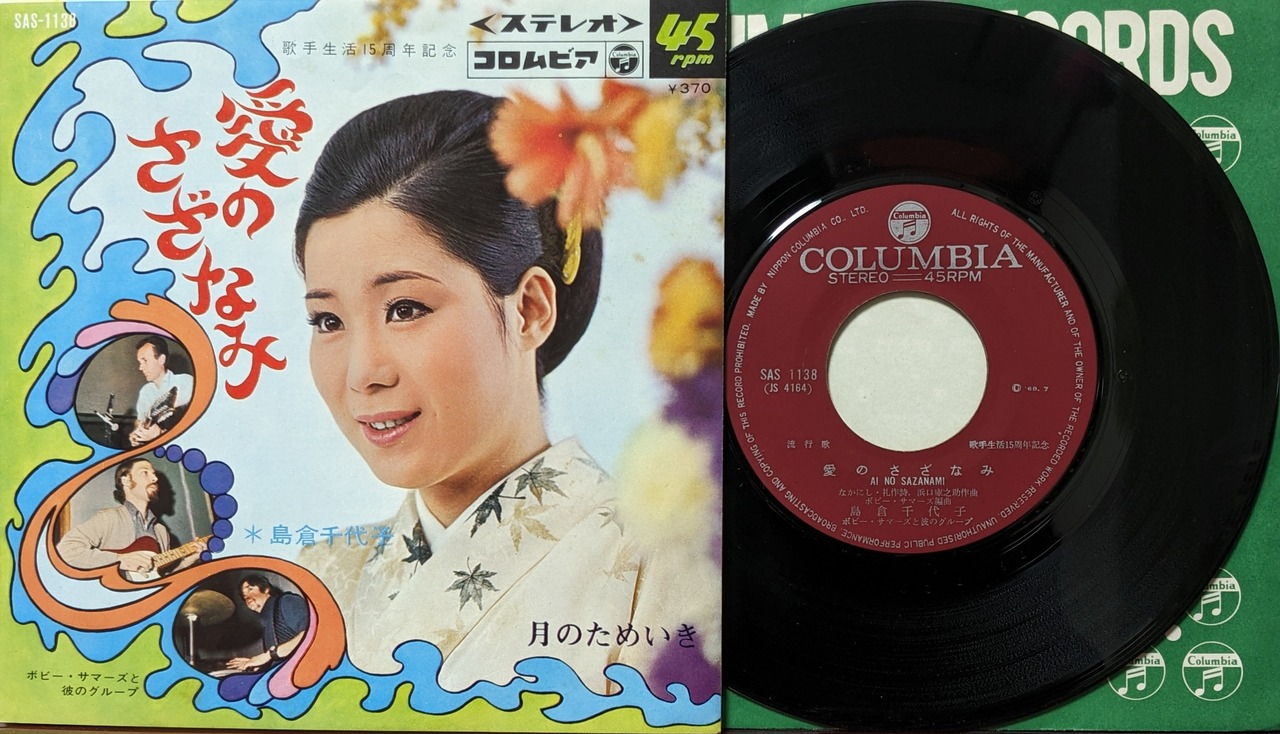 SAS-1138
歌手生活15周年記念
<ステレオ>
コロムビア
Columbia
45
rpm
¥370
愛の
さざなみ
*島倉千代子
月のためいき
ボビー・サマーズと
彼のグループ
RDS
Columbia
Columbia
COLUMBIA
STEREO 45RPM
MADE BY NIPPON COLUMBIA CO., LTD.
ALL RIGHTS OF THE MANUFACTURER AND OF THE OWNER OF THE RECORDED WORK RESERVED. UNAUTHORISED PUBLIC PERFORMANCE, BROADCASTING AND COPYING OF THIS RECORD PROHIBITED.
SAS 1138
(JS 4164)
流行歌
歌手生活15周年記念
愛のさざなみ
AI NO SAZANAMI
なかにし・礼作詩、浜口庫之助作曲
ボビー・サマーズ編曲
島倉千代子
ボビー・サマーズと彼のグループ
Columbia
Columbia